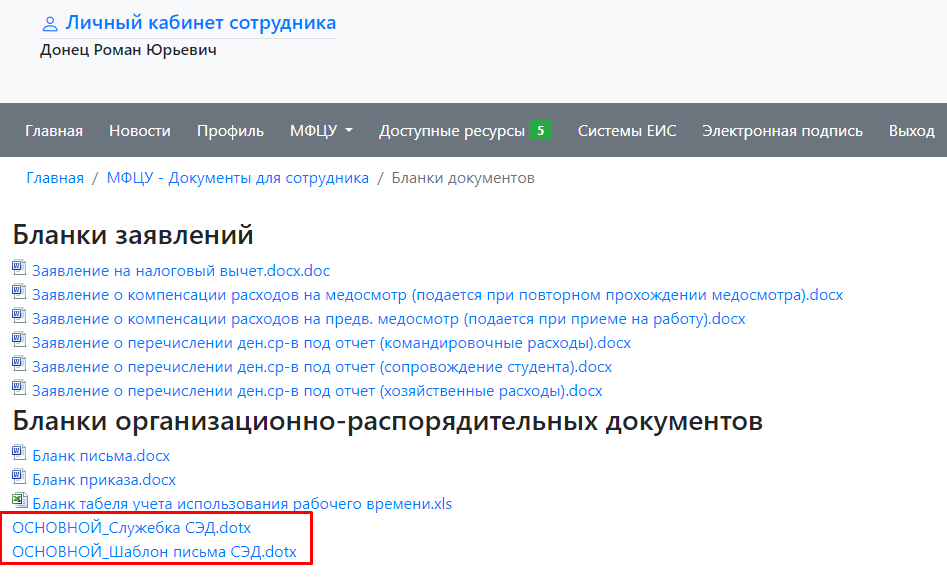 Личный кабинет сотрудника
Донец Роман Юрьевич
Главная Новости Профиль МФЦУ Доступные ресурсы 5 Системы ЕИС Электронная подпись Выход
Главная / МФЦУ - Документы для сотрудника / Бланки документов
Бланки заявлений
Заявление на налоговый вычет.docx.doc
Заявление о компенсации расходов на медосмотр (подается при повторном прохождении медосмотра).docx
Заявление о компенсации расходов на предв. медосмотр (подается при приеме на работу).docx
Заявление о перечислении ден.ср-в под отчет (командировочные расходы).docx
Заявление о перечислении ден.ср-в под отчет (сопровождение студента).docx
Заявление о перечислении ден.ср-в под отчет (хозяйственные расходы).docx
Бланки организационно-распорядительных документов
Бланк письма.docx
Бланк приказа.docx
Бланк табеля учета использования рабочего времени.xls
ОСНОВНОЙ_Служебка СЭД.dotx
ОСНОВНОЙ_Шаблон письма СЭД.dotx